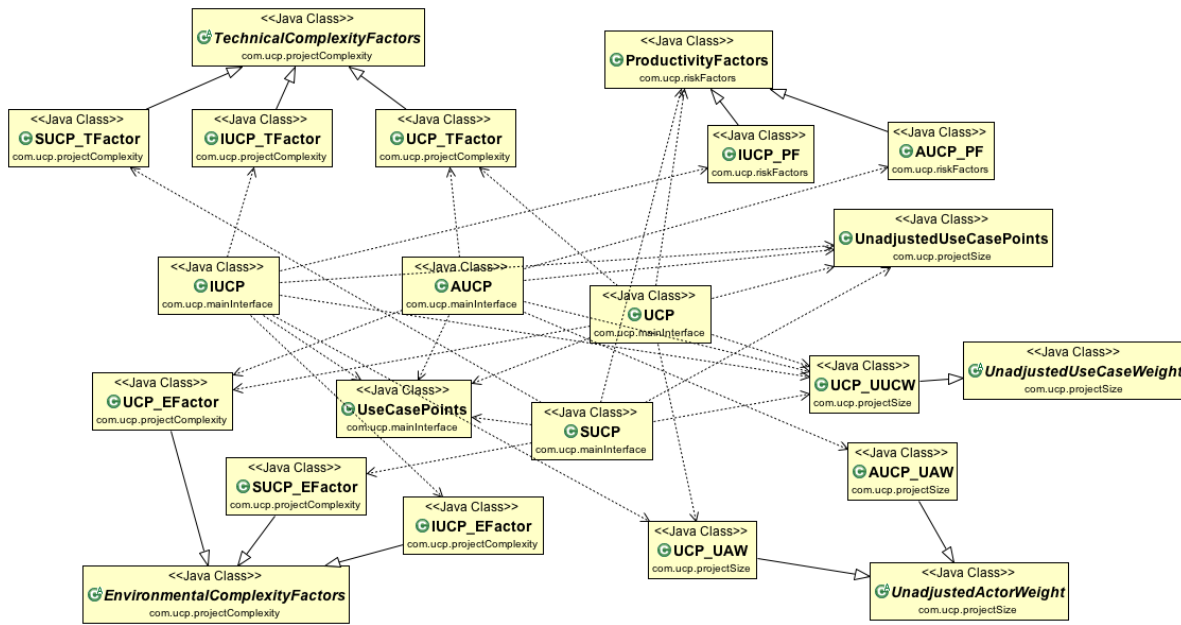 <<Java Class>>
TechnicalComplexityFactors
com.ucp.projectComplexity
<<Java Class>>
ProductivityFactors
com.ucp.riskFactors
<<Java Class>>
SUCP_TFactor
com.ucp.projectComplexity
<<Java Class>>
IUCP_TFactor
com.ucp.projectComplexity
<<Java Class>>
UCP_TFactor
com.ucp.projectComplexity
<<Java Class>>
IUCP_PF
com.ucp.riskFactors
<<Java Class>>
AUCP_PF
com.ucp.riskFactors
<<Java Class>>
UnadjustedUseCasePoints
com.ucp.projectSize
<<Java Class>>
IUCP
com.ucp.mainInterface
<<Java Class>>
AUCP
com.ucp.mainInterface
<<Java Class>>
UCP
com.ucp.mainInterface
<<Java Class>>
UCP_UUCW
com.ucp.projectSize
<<Java Class>>
UnadjustedUseCaseWeight
com.ucp.projectSize
<<Java Class>>
UCP_EFactor
com.ucp.projectComplexity
<<Java Class>>
UseCasePoints
com.ucp.mainInterface
<<Java Class>>
SUCP
com.ucp.mainInterface
<<Java Class>>
AUCP_UAW
com.ucp.projectSize
<<Java Class>>
SUCP_EFactor
com.ucp.projectComplexity
<<Java Class>>
IUCP_EFactor
com.ucp.projectComplexity
<<Java Class>>
UCP_UAW
com.ucp.projectSize
<<Java Class>>
EnvironmentalComplexityFactors
com.ucp.projectComplexity
<<Java Class>>
UnadjustedActorWeight
com.ucp.projectSize